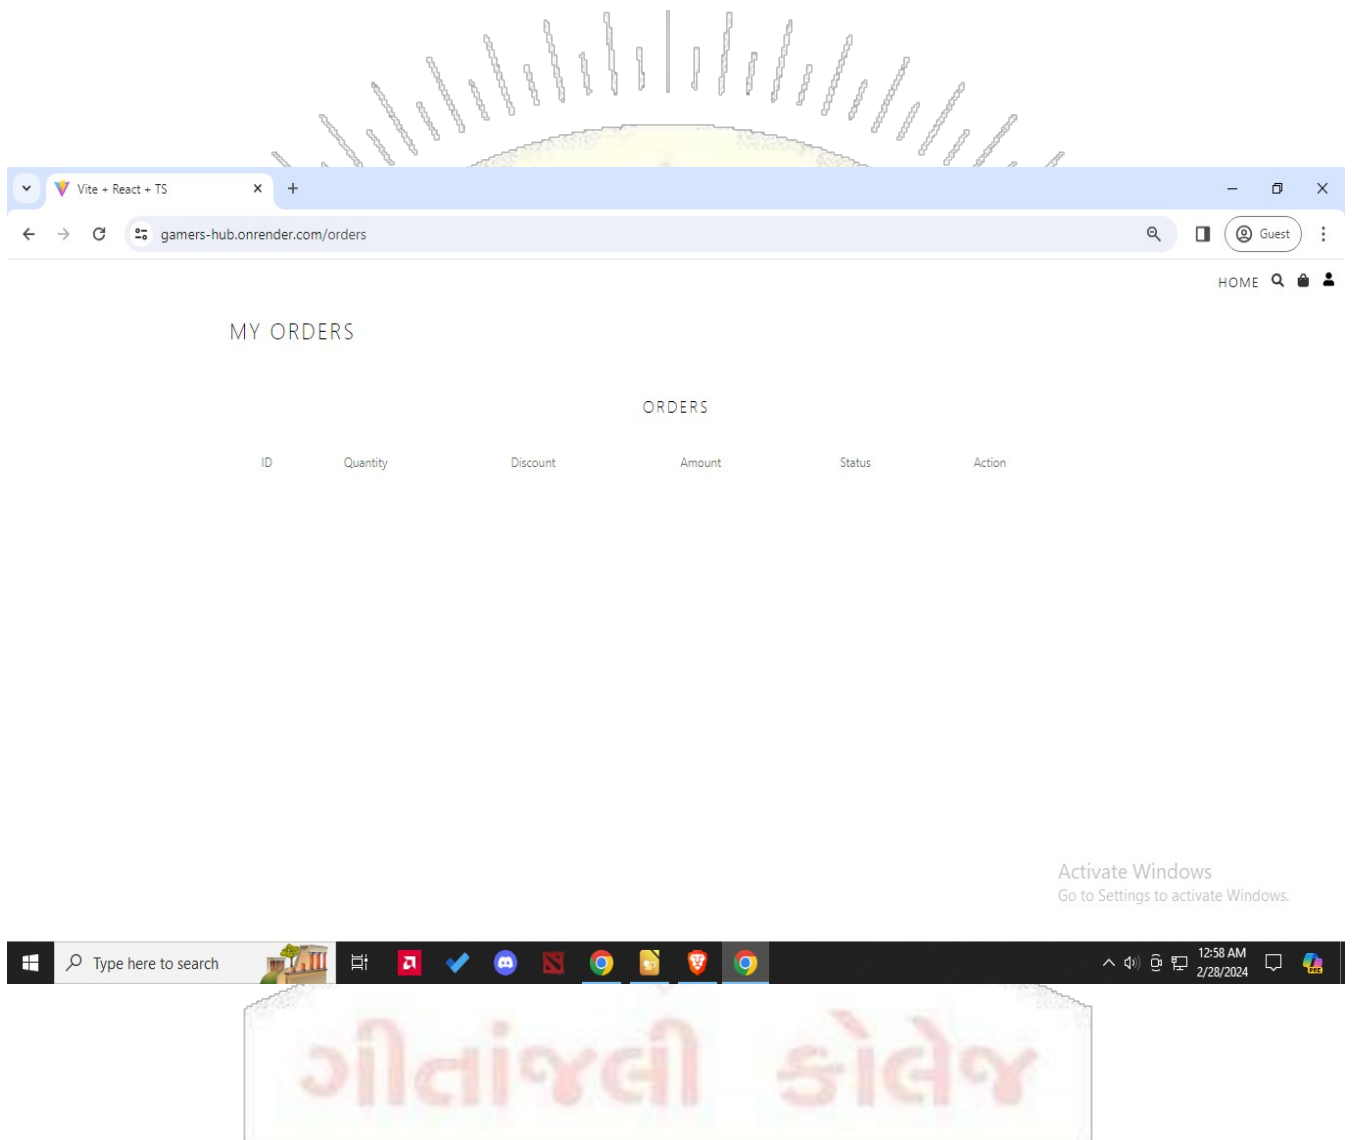 Vite + React + TS
gamers-hub.onrender.com/orders
Guest
HOME
MY ORDERS
ORDERS
ID Quantity Discount Amount Status Action
Activate Windows
Go to Settings to activate Windows.
Type here to search
12:58 AM
2/28/2024
PRE
ગીતાંજલી કોલેજ